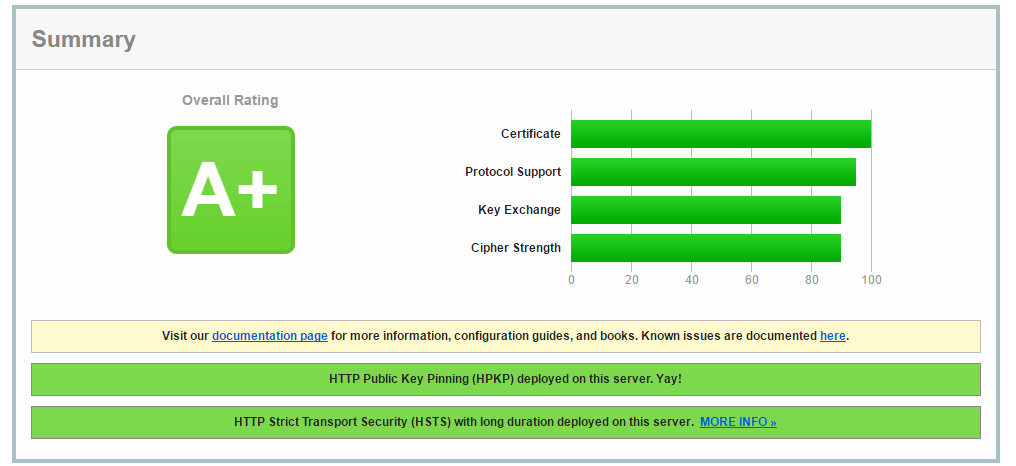 Summary
Overall Rating
A+
Certificate
Protocol Support
Key Exchange
Cipher Strength
0 20 40 60 80 100
Visit our documentation page for more information, configuration guides, and books. Known issues are documented here.
HTTP Public Key Pinning (HPKP) deployed on this server. Yay!
HTTP Strict Transport Security (HSTS) with long duration deployed on this server. MORE INFO »